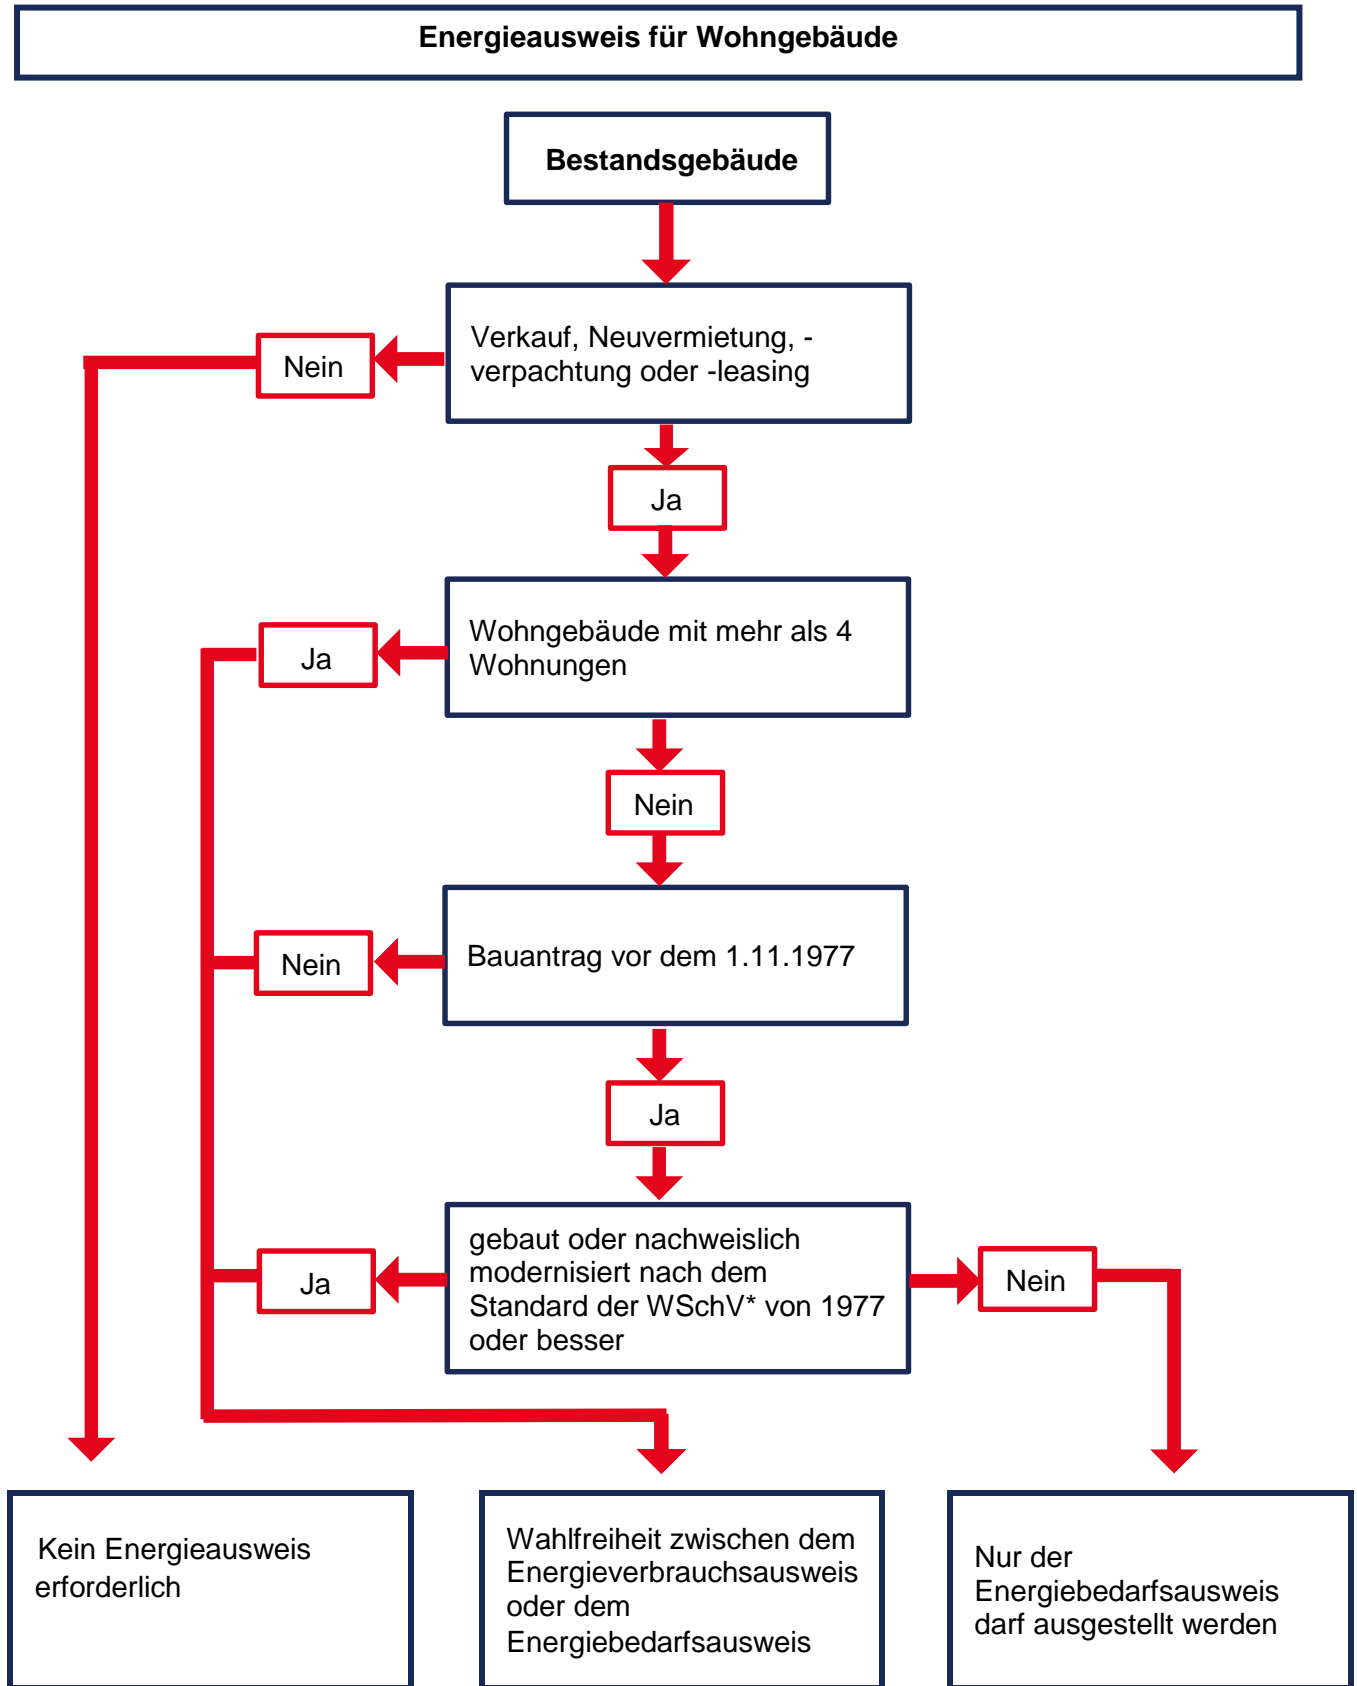 Energieausweis für Wohngebäude
Bestandsgebäude
Verkauf, Neuvermietung, -
verpachtung oder -leasing
Nein
Ja
Wohngebäude mit mehr als 4
Wohnungen
Ja
Nein
Bauantrag vor dem 1.11.1977
Nein
Ja
gebaut oder nachweislich
modernisiert nach dem
Standard der WSchV* von 1977
oder besser
Ja
Nein
Kein Energieausweis
erforderlich
Wahlfreiheit zwischen dem
Energieverbrauchsausweis
oder dem
Energiebedarfsausweis
Nur der
Energiebedarfsausweis
darf ausgestellt werden